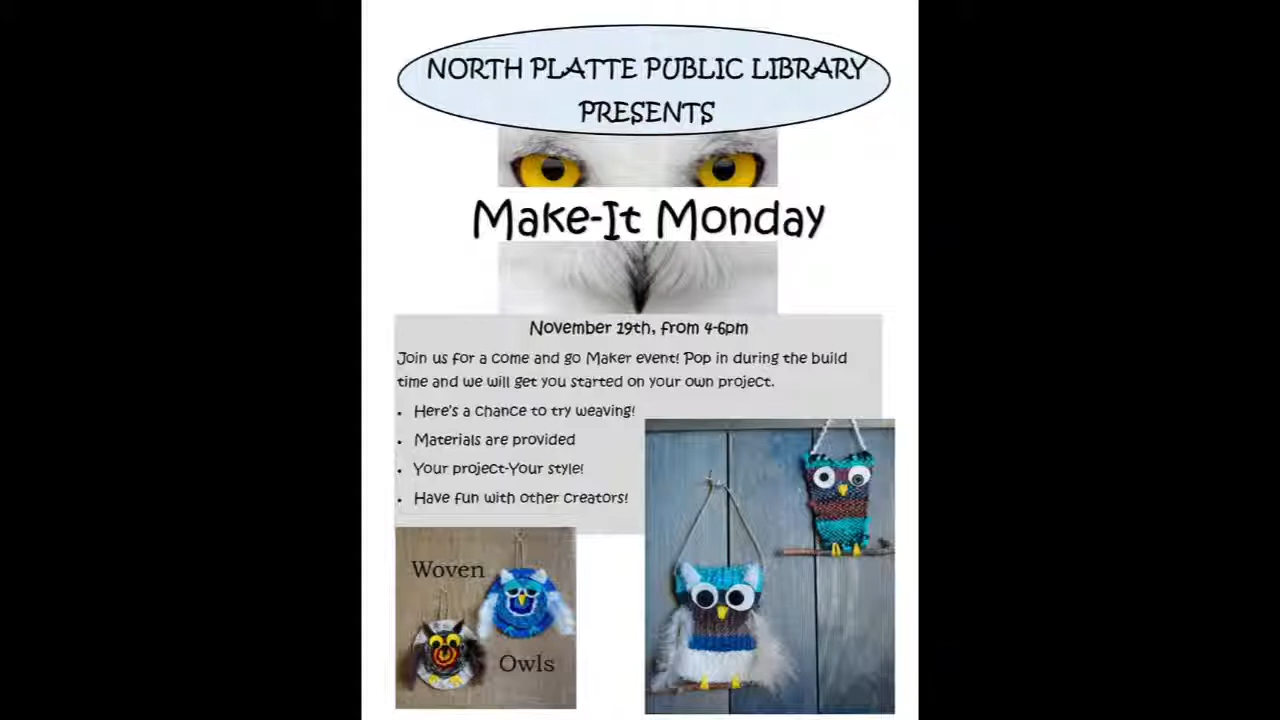 NORTH PLATTE PUBLIC LIBRARY
PRESENTS
Make-It Monday
November 19th, from 4-6pm
Join us for a come and go Maker event! Pop in during the build
time and we will get you started on your own project.
• Here's a chance to try weaving!
• Materials are provided
• Your project-Your style!
• Have fun with other Creators!
Woven
Owls